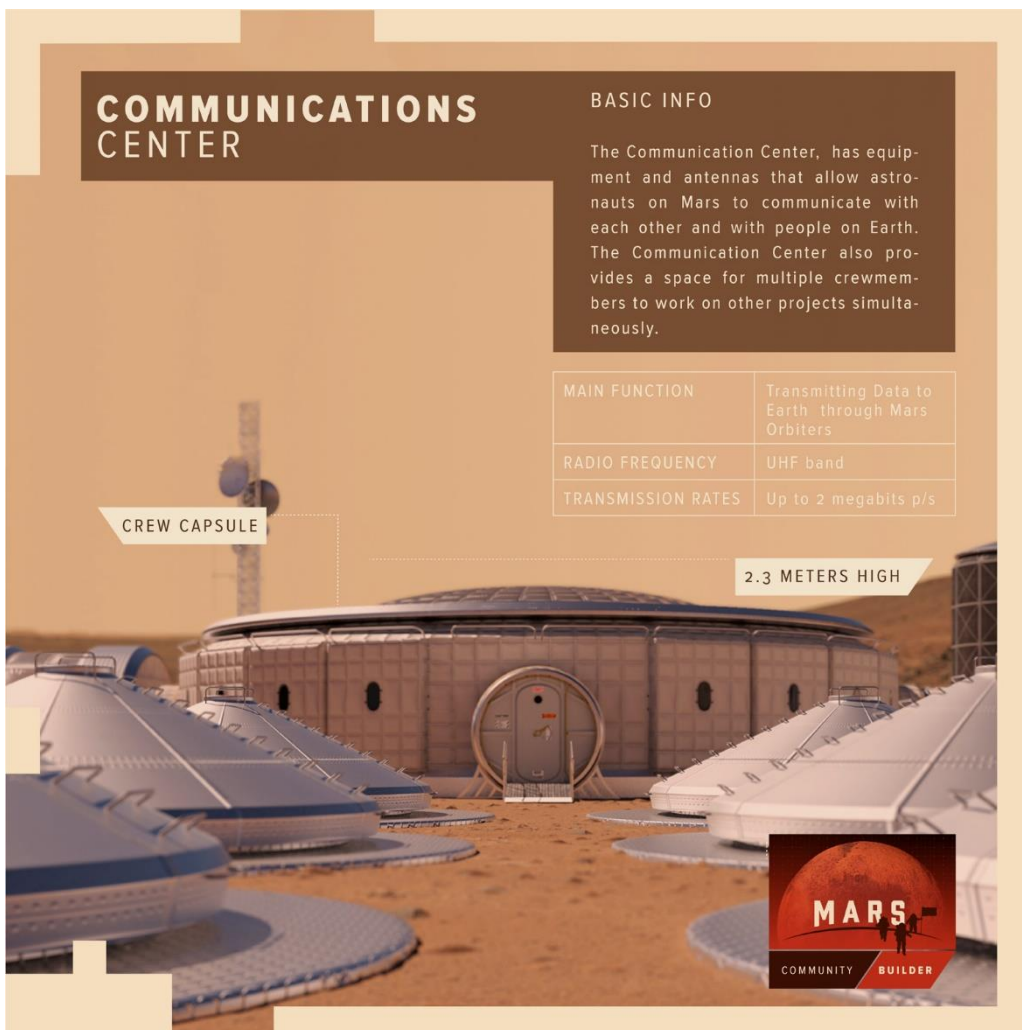 COMMUNICATIONS
CENTER
BASIC INFO
The Communication Center, has equip-
ment and antennas that allow astro-
nauts on Mars to communicate with
each other and with people on Earth.
The Communication Center also pro-
vides a space for multiple crewmem-
bers to work on other projects simulta-
neously.
MAIN FUNCTION
Transmitting Data to
Earth through Mars
Orbiters
RADIO FREQUENCY
UHF band
TRANSMISSION RATES
Up to 2 megabits p/s
CREW CAPSULE
2.3 METERS HIGH
MARS
COMMUNITY BUILDER